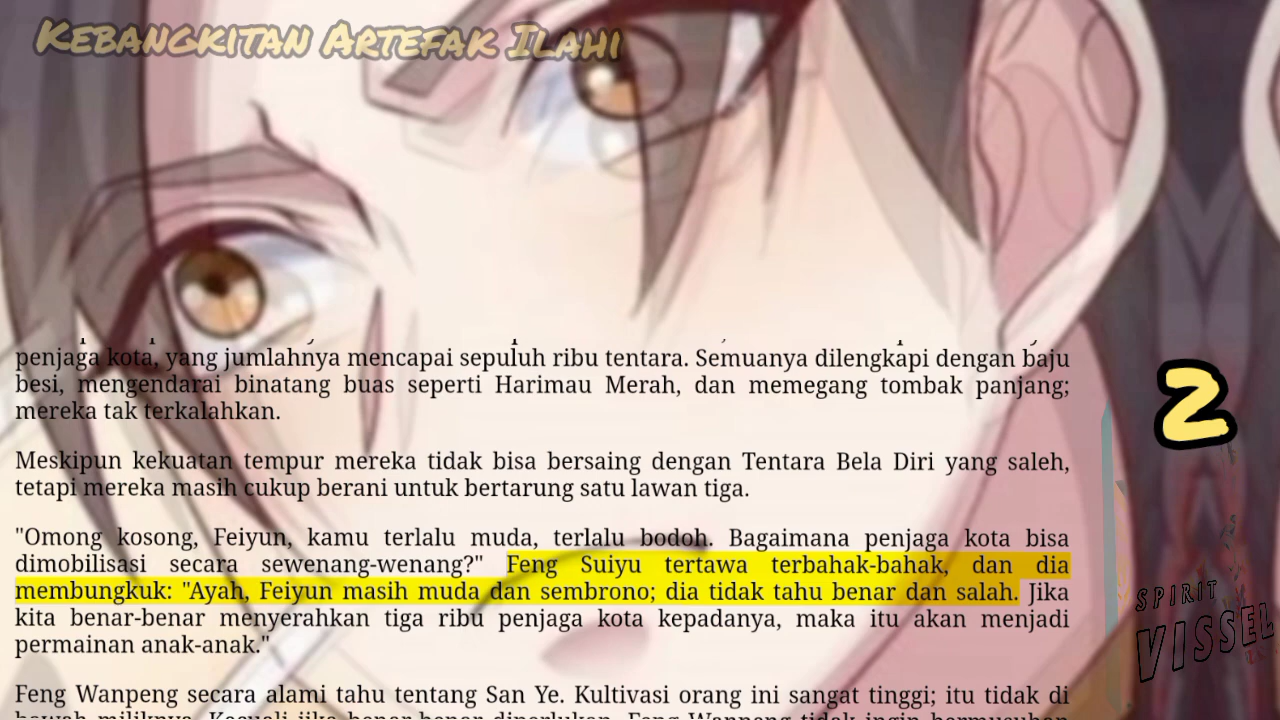 Kebangkitan Artefak Ilahi
penjaga kota, yang jumlahnya mencapai sepuluh ribu tentara. Semuanya dilengkapi dengan baju
besi, mengendarai binatang buas seperti Harimau Merah, dan memegang tombak panjang;
mereka tak terkalahkan.
Meskipun kekuatan tempur mereka tidak bisa bersaing dengan Tentara Bela Diri yang saleh,
tetapi mereka masih cukup berani untuk bertarung satu lawan tiga.
"Omong kosong, Feiyun, kamu terlalu muda, terlalu bodoh. Bagaimana penjaga kota bisa
dimobilisasi secara sewenang-wenang?" Feng Suiyu tertawa terbahak-bahak, dan dia
membungkuk: "Ayah, Feiyun masih muda dan sembrono; dia tidak tahu benar dan salah. Jika
kita benar-benar menyerahkan tiga ribu penjaga kota kepadanya, maka itu akan menjadi
permainan anak-anak."
Feng Wanpeng secara alami tahu tentang San Ye. Kultivasi orang ini sangat tinggi; itu tidak di
2
SPIRIT
VISSEL